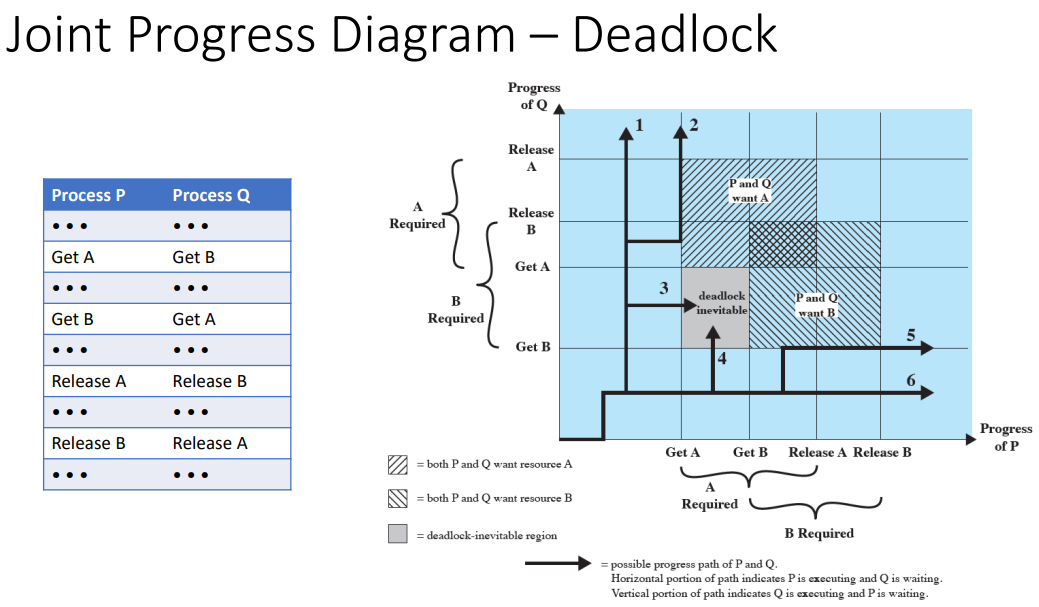 Joint Progress Diagram – Deadlock
Process P Process Q
• • • • • •
Get A Get B
• • • • • •
Get B Get A
• • • • • •
Release A Release B
• • • • • •
Release B Release A
• • • • • •
Progress
of Q
1
2
Release
A
P and Q
want A
A
Required
Release
B
Get A
3
deadlock
inevitable
P and Q
want B
B
Required
Get B
4
5
6
Progress
of P
Get A Get B Release A Release B
A
Required
B Required
= both P and Q want resource A
= both P and Q want resource B
= deadlock-inevitable region
= possible progress path of P and Q.
Horizontal portion of path indicates P is executing and Q is waiting.
Vertical portion of path indicates Q is executing and P is waiting.